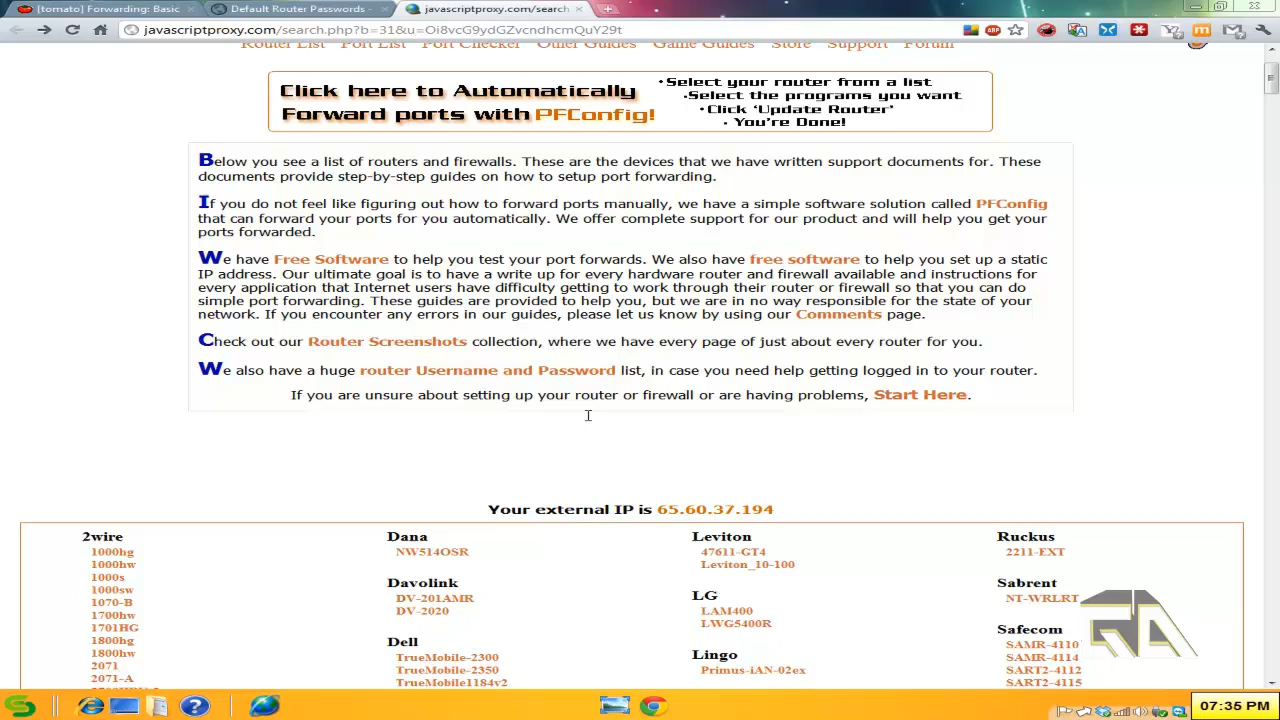 [tomato] Forwarding: Basic
Default Router Passwords -
javascriptproxy.com/search
javascriptproxy.com/search.php?b=31&u=Oi8vcG9ydGZvcndhcmQuY29t
Router List Port List Port Checker Other Guides Game Guides Store Support Forum
Click here to Automatically
Forward ports with PFConfig!
•Select your router from a list
•Select the programs you want
•Click 'Update Router'
• You're Done!
Below you see a list of routers and firewalls. These are the devices that we have written support documents for. These
documents provide step-by-step guides on how to setup port forwarding.
If you do not feel like figuring out how to forward ports manually, we have a simple software solution called PFConfig
that can forward your ports for you automatically. We offer complete support for our product and will help you get your
ports forwarded.
We have Free Software to help you test your port forwards. We also have free software to help you set up a static
IP address. Our ultimate goal is to have a write up for every hardware router and firewall available and instructions for
every application that Internet users have difficulty getting to work through their router or firewall so that you can do
simple port forwarding. These guides are provided to help you, but we are in no way responsible for the state of your
network. If you encounter any errors in our guides, please let us know by using our Comments page.
Check out our Router Screenshots collection, where we have every page of just about every router for you.
We also have a huge router Username and Password list, in case you need help getting logged in to your router.
If you are unsure about setting up your router or firewall or are having problems, Start Here.
Your external IP is 65.60.37.194
2wire
1000hg
1000hw
1000s
1000sw
1070-B
1700hw
1701HG
1800hg
1800hw
2071
2071-A
Dana
NW514OSR
Davolink
DV-201AMR
DV-2020
Dell
TrueMobile-2300
TrueMobile-2350
TrueMobile1184v2
Leviton
47611-GT4
Leviton_10-100
LG
LAM400
LWG5400R
Lingo
Primus-iAN-02ex
Ruckus
2211-EXT
Sabrent
NT-WRLRT
Safecom
SAMR-4110
SAMR-4114
SART2-4112
SART2-4115
07:35 PM